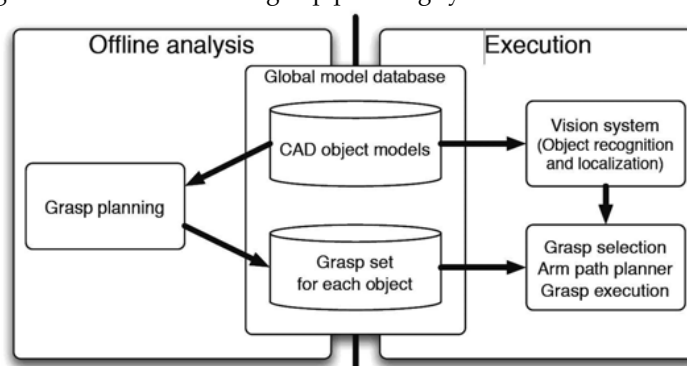 Offline analysis
Execution
Global model database
CAD object models
Vision system
(Object recognition
and localization)
Grasp planning
Grasp set
for each object
Grasp selection
Arm path planner
Grasp execution